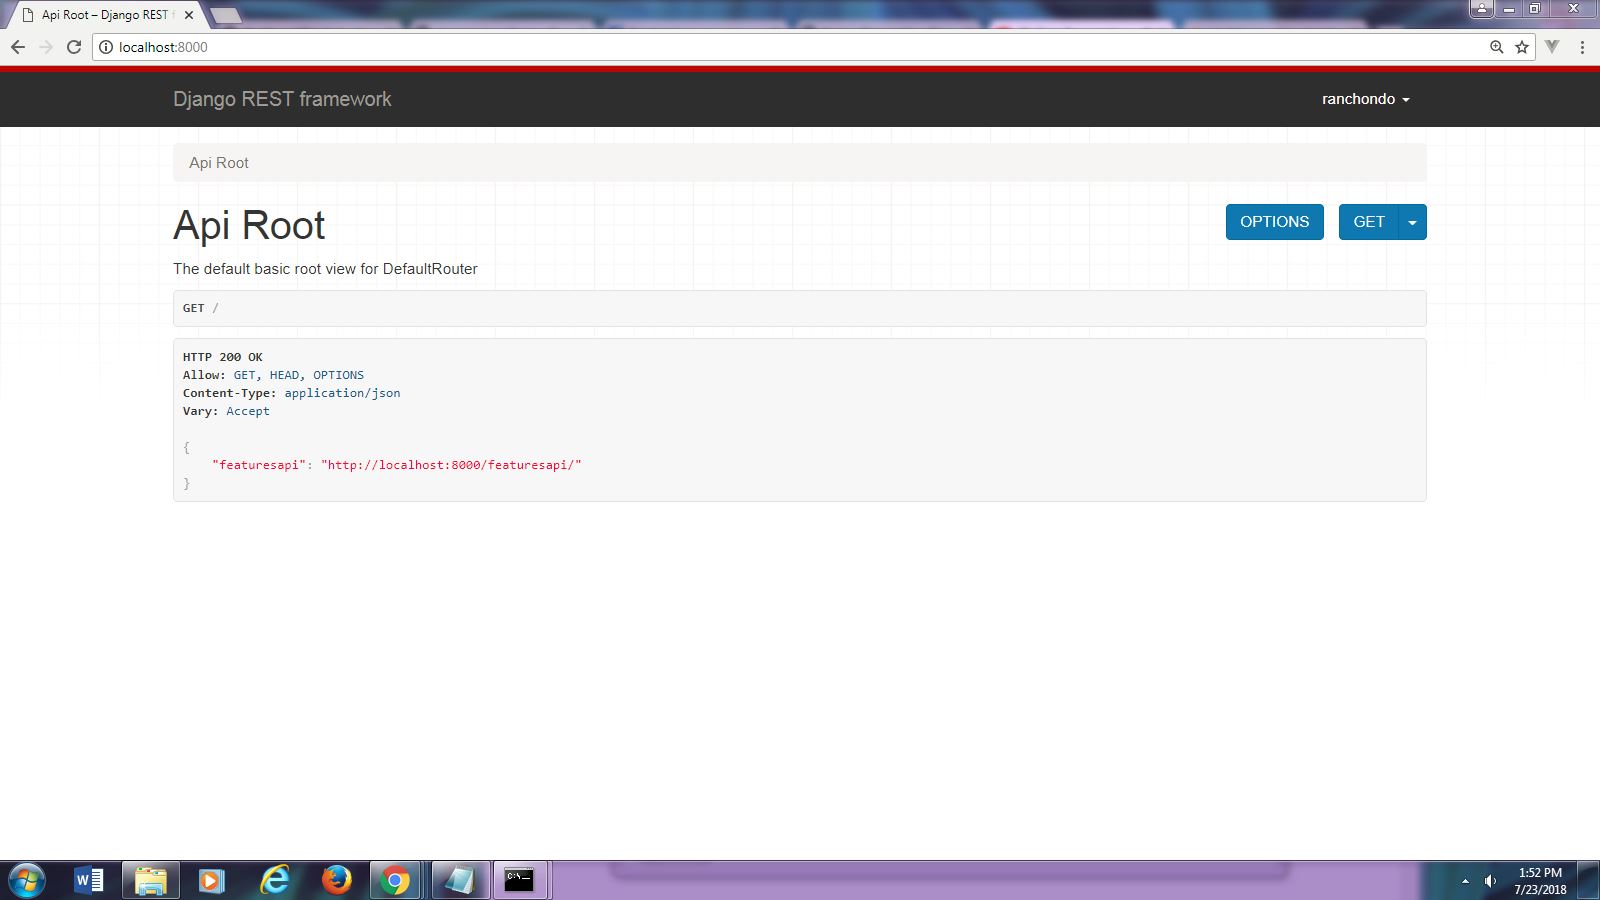 Api Root – Django REST f
localhost:8000
Django REST framework
ranchondo
Api Root
Api Root
OPTIONS
GET
The default basic root view for DefaultRouter
GET /
HTTP 200 OK
Allow: GET, HEAD, OPTIONS
Content-Type: application/json
Vary: Accept
{
    "featuresapi": "http://localhost:8000/featuresapi/"
}
1:52 PM
7/23/2018